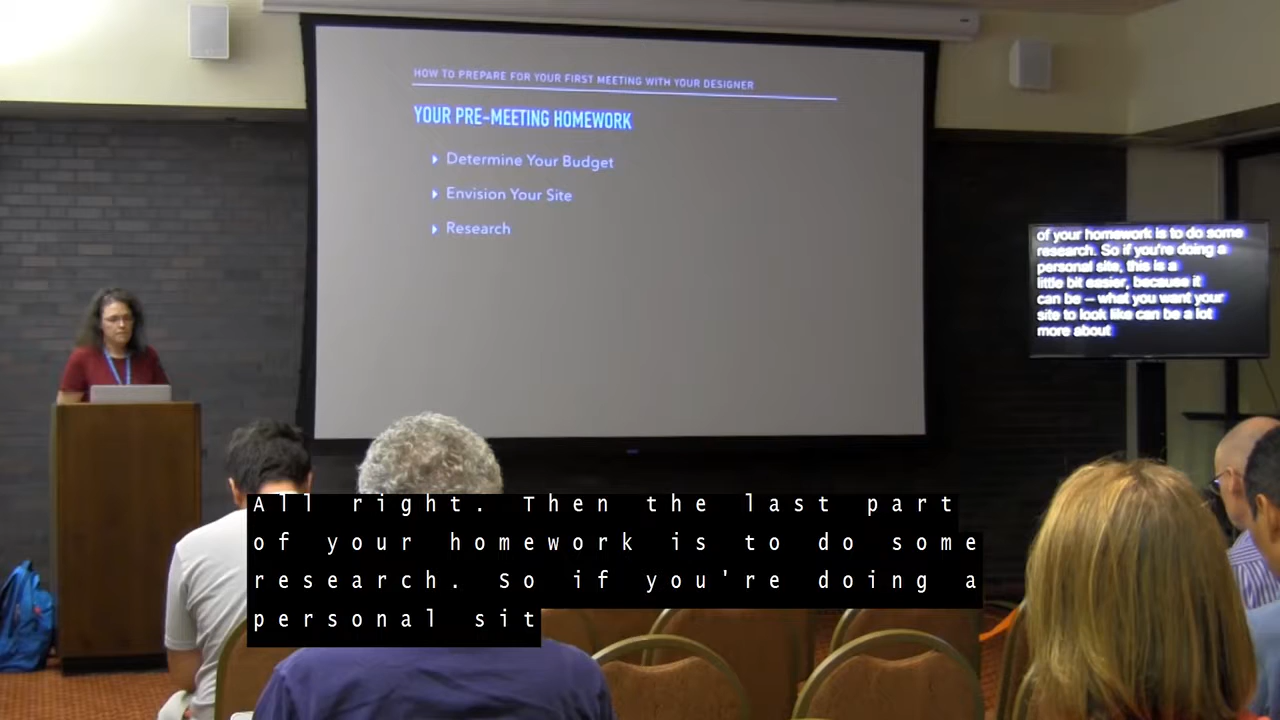 HOW TO PREPARE FOR YOUR FIRST MEETING WITH YOUR DESIGNER
YOUR PRE-MEETING HOMEWORK
Determine Your Budget
Envision Your Site
Research
of your homework is to do some
research. So if you're doing a
personal site, this is a
little bit easier, because it
can be – what you want your
site to look like can be a lot
more about
All right. Then the last part
of your homework is to do some
research. So if you're doing a
personal sit